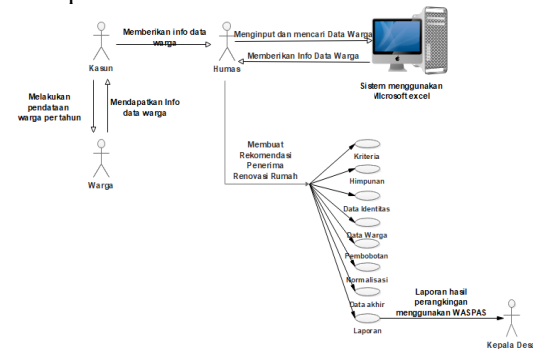 Memberikan info data
warga
Kasun
Humas
Menginput dan mencari Data Warga
Memberikan Info Data Warga
Sistem menggunakan
Microsoft excel
Melakukan
pendataan
warga per tahun
Mendapatkan Info
data warga
Warga
Membuat
Rekomendasi
Penerima
Renovasi Rumah
Kriteria
Himpunan
Data Identitas
Data Warga
Pembobotan
Normalisasi
Data akhir
Laporan
Laporan hasil
perangkingan
menggunakan WASPAS
Kepala Desa